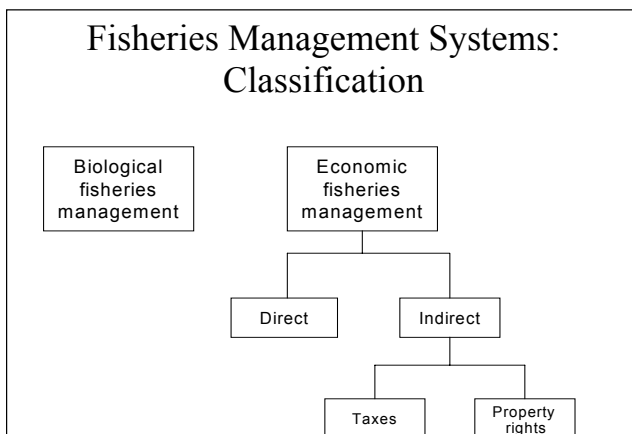 Fisheries Management Systems:
Classification
Biological
fisheries
management
Economic
fisheries
management
Direct
Indirect
Taxes
Property
rights